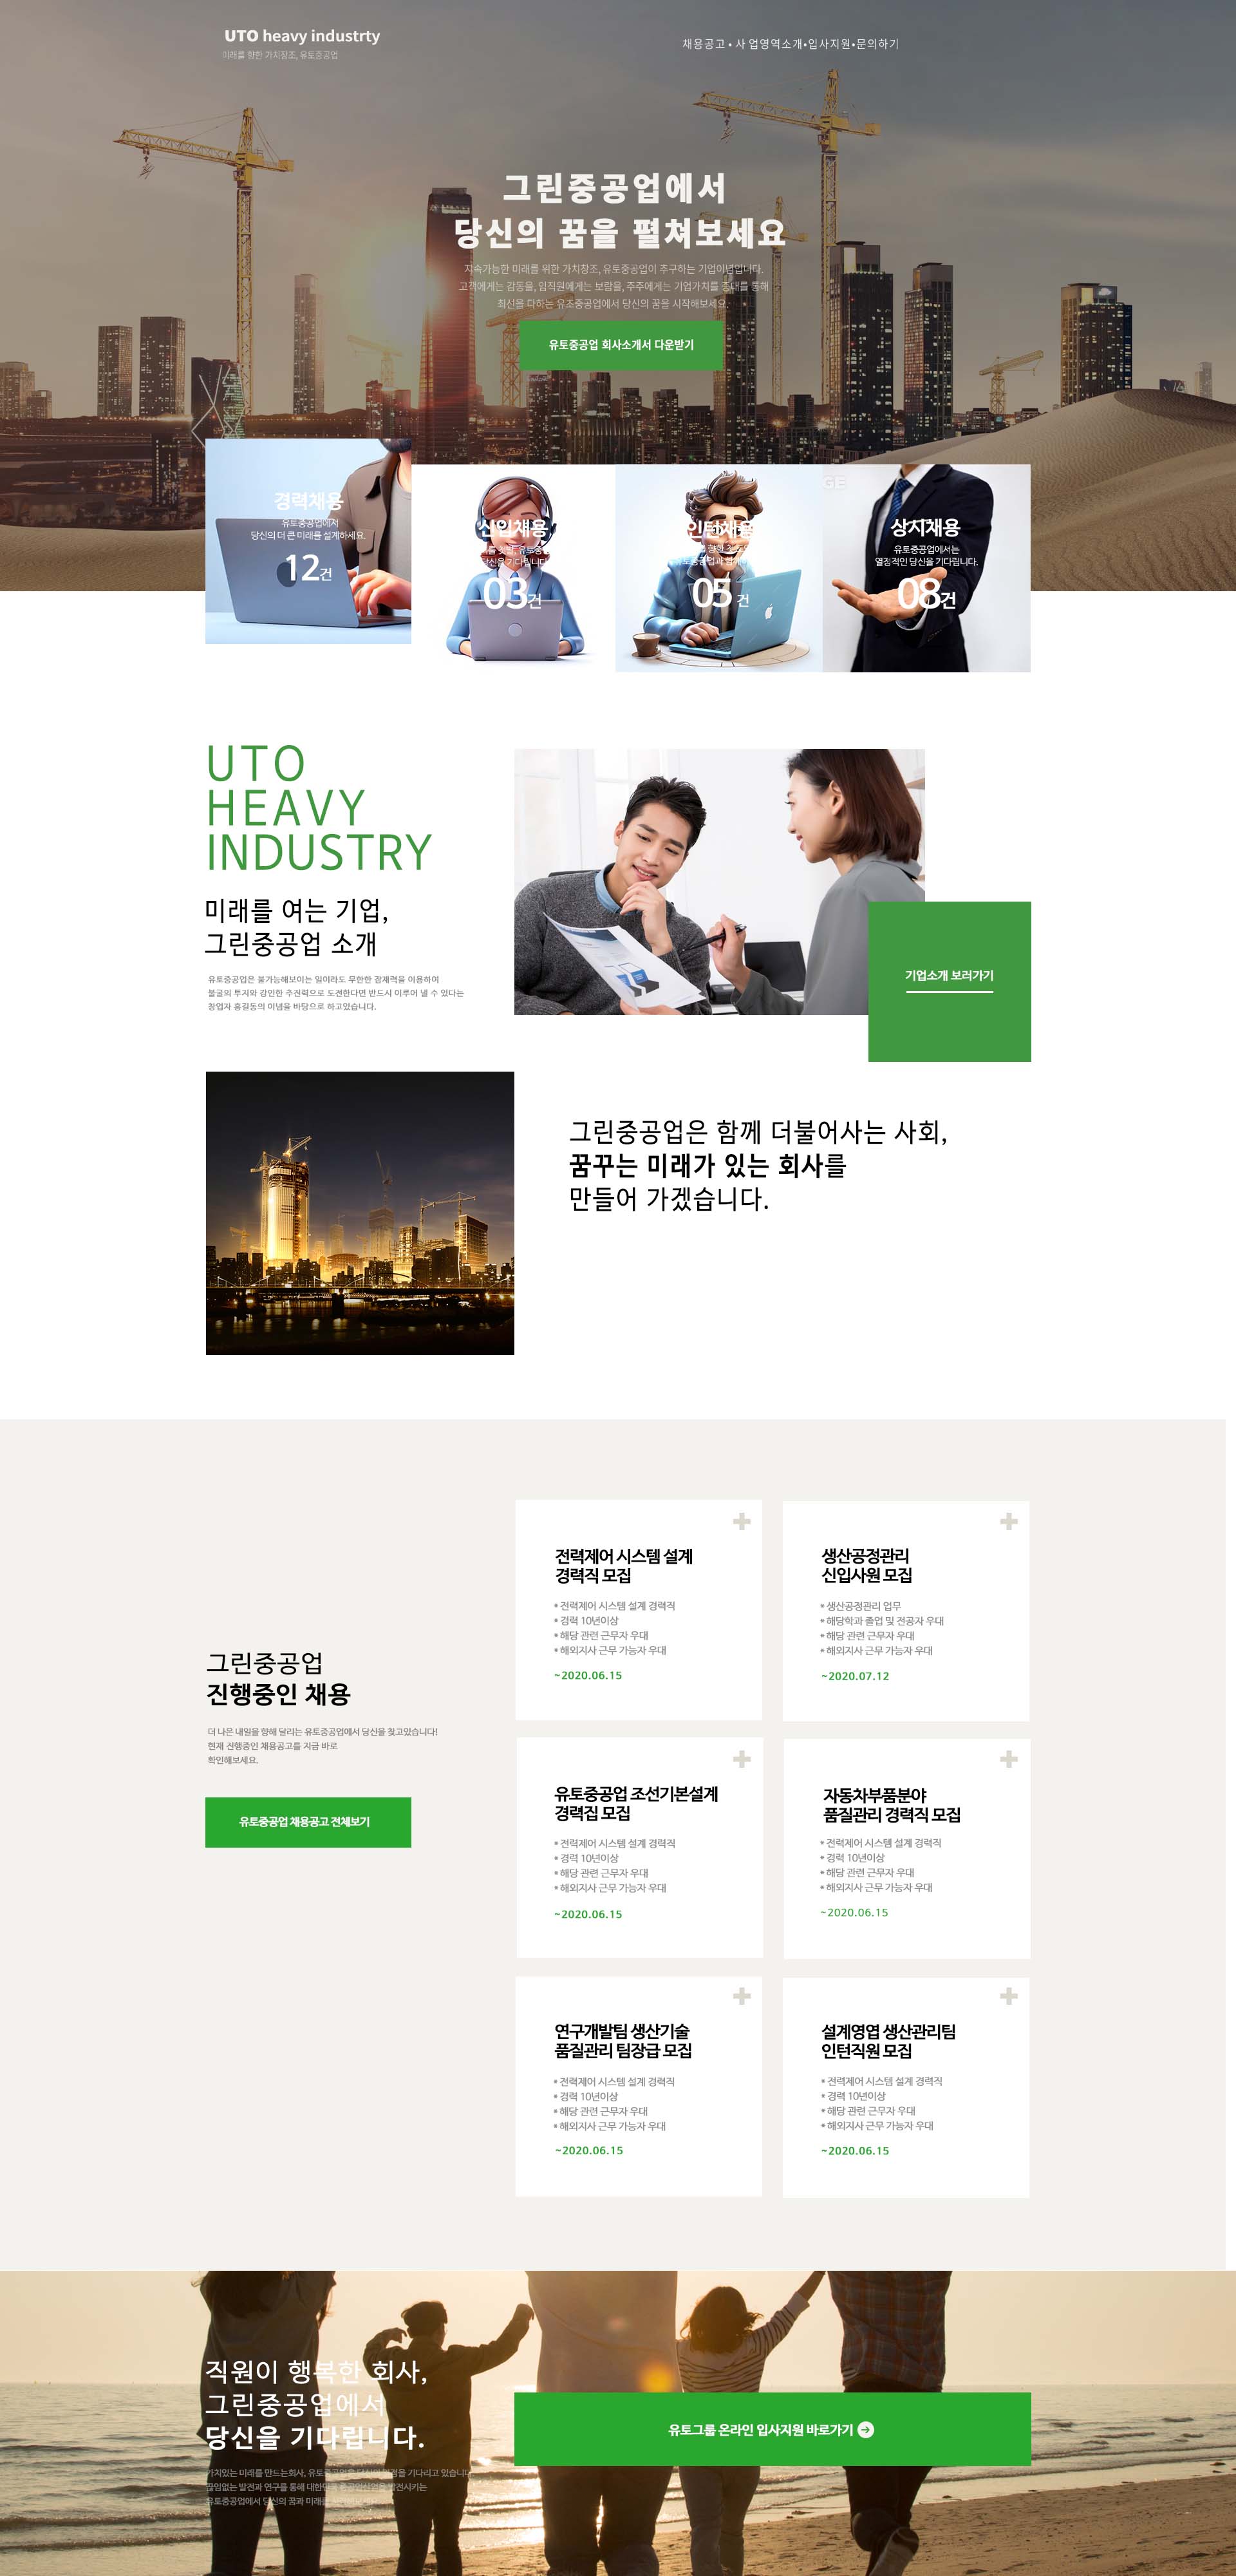 UTO heavy industrty
미래를 향한 가치창조, 유토중공업
채용공고 • 사 업영역소개•입사지원•문의하기
그린중공업에서
당신의 꿈을 펼쳐보세요
지속가능한 미래를 위한 가치창조, 유토중공업이 추구하는 기업이념입니다.
고객에게는 감동을, 임직원에게는 보람을, 주주에게는 기업가치를 증대를 통해
최신을 다하는 유조중공업에서 당신의 꿈을 시작해보세요.
유토중공업 회사소개서 다운받기
경력채용
유토중공업에서
당신의 더 큰 미래를 설계하세요.
12건
신입채용
유토중
당신을 기다립니다
03건
인턴채용
05 건
GE
상시채용
유토중공업에서는
열정적인 당신을 기다립니다.
08건
UTO
HEAVY
INDUSTRY
미래를 여는 기업,
그린중공업 소개
유토중공업은 불가능해보이는 일이라도 무한한 잠재력을 이용하여
불굴의 투지와 강인한 추진력으로 도전한다면 반드시 이루어 낼 수 있다는
창업자 홍길동의 이념을 바탕으로 하고있습니다.
기업소개 보러가기
그린중공업은 함께 더불어사는 사회,
꿈꾸는 미래가 있는 회사를
만들어 가겠습니다.
전력제어 시스템 설계
경력직 모집
• 전력제어 시스템 설계 경력직
• 경력 10년이상
• 해당 관련 근무자 우대
• 해외지사 근무 가능자 우대
~2020.06.15
생산공정관리
신입사원 모집
• 생산공정관리 업무
• 해당학과 졸업 및 전공자 우대
• 해당 관련 근무자 우대
• 해외지사 근무 가능자 우대
~2020.07.12
그린중공업
진행중인 채용
더 나은 내일을 향해 달리는 유토중공업에서 당신을 찾고있습니다!
현재 진행중인 채용공고를 지금 바로
확인해보세요.
유토중공업 채용공고 전체보기
유토중공업 조선기본설계
경력집 모집
• 전력제어 시스템 설계 경력직
• 경력 10년이상
• 해당 관련 근무자 우대
• 해외지사 근무 가능자 우대
~2020.06.15
자동차부품분야
품질관리 경력직 모집
• 전력제어 시스템 설계 경력직
• 경력 10년이상
• 해당 관련 근무자 우대
• 해외지사 근무 가능자 우대
~2020.06.15
연구개발팀 생산기술
품질관리 팀장급 모집
• 전력제어 시스템 설계 경력직
• 경력 10년이상
• 해당 관련 근무자 우대
• 해외지사 근무 가능자 우대
~2020.06.15
설계영업 생산관리팀
인턴직원 모집
• 전력제어 시스템 설계 경력직
• 경력 10년이상
• 해당 관련 근무자 우대
• 해외지사 근무 가능자 우대
~2020.06.15
직원이 행복한 회사,
그린중공업에서
당신을 기다립니다.
가치있는 미래를 만드는회사, 유토중공업은 당신의 열정을 기다리고 있습니다
끊임없는 발전과 연구를 통해 대한민국 중공업산업을 발전시키는
유토중공업에서 당신의 꿈과 미래를
유토그룹 온라인 입사지원 바로가기